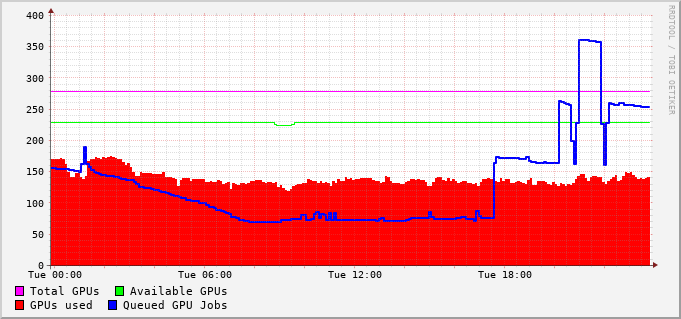 400
350
300
250
200
150
100
50
0
Tue 00:00 Tue 06:00 Tue 12:00 Tue 18:00
Total GPUs Available GPUs
GPUs used Queued GPU Jobs
RRDTOOL / TOBI OETIKER